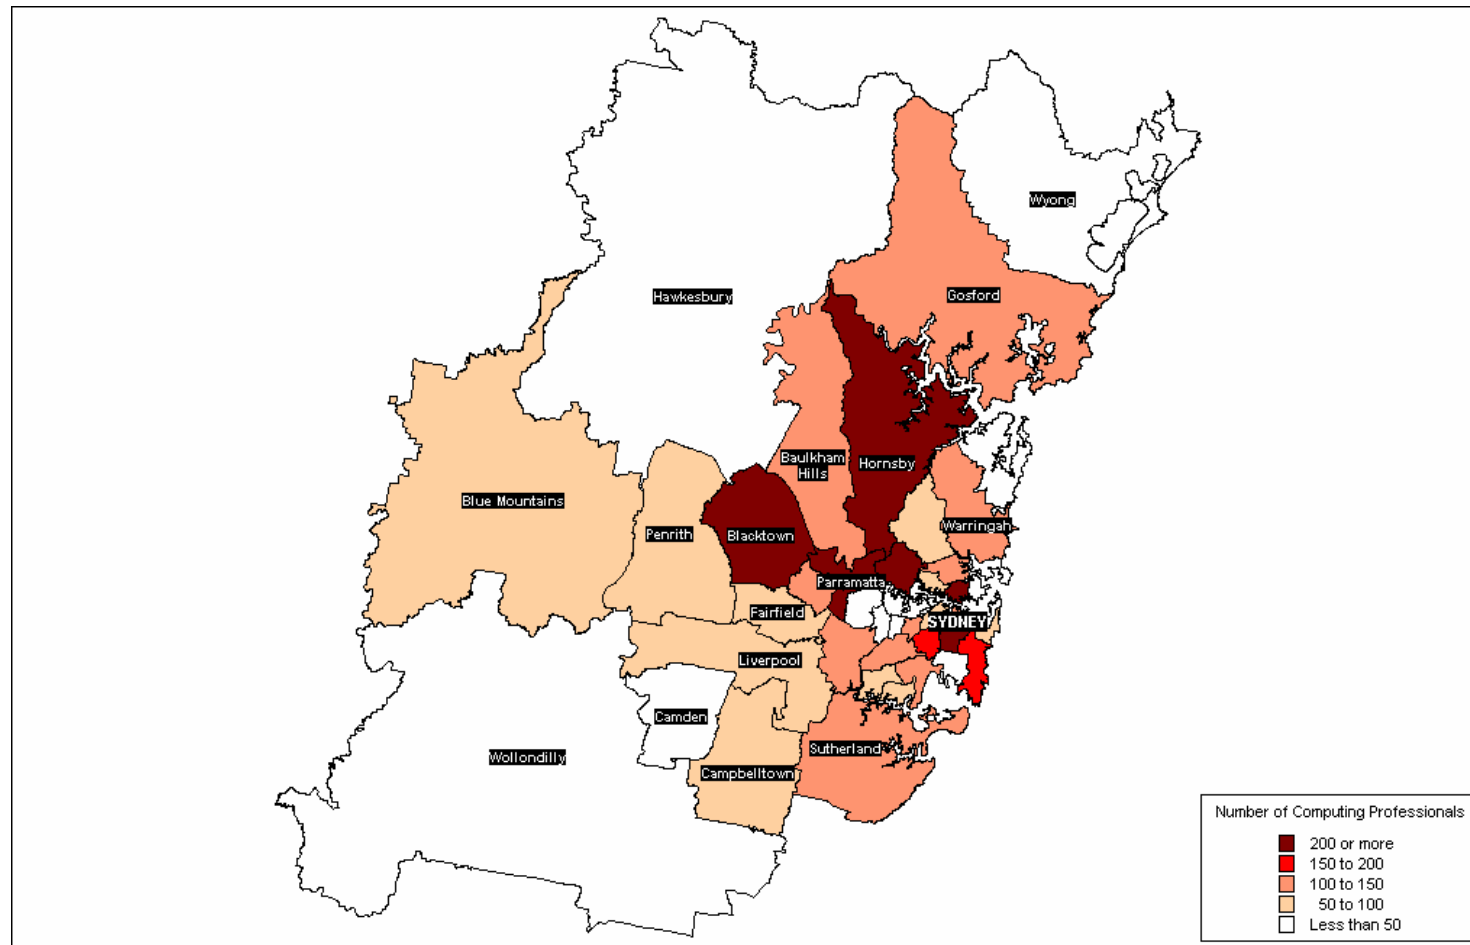 Wyong
Hawkesbury
Gosford
Baulkham
Hills
Hornsby
Blue Mountains
Penrith
Blacktown
Warringah
Parramatta
Fairfield
SYDNEY
Liverpool
Camden
Sutherland
Wollondilly
Campbelltown
Number of Computing Professionals
200 or more
150 to 200
100 to 150
50 to 100
Less than 50